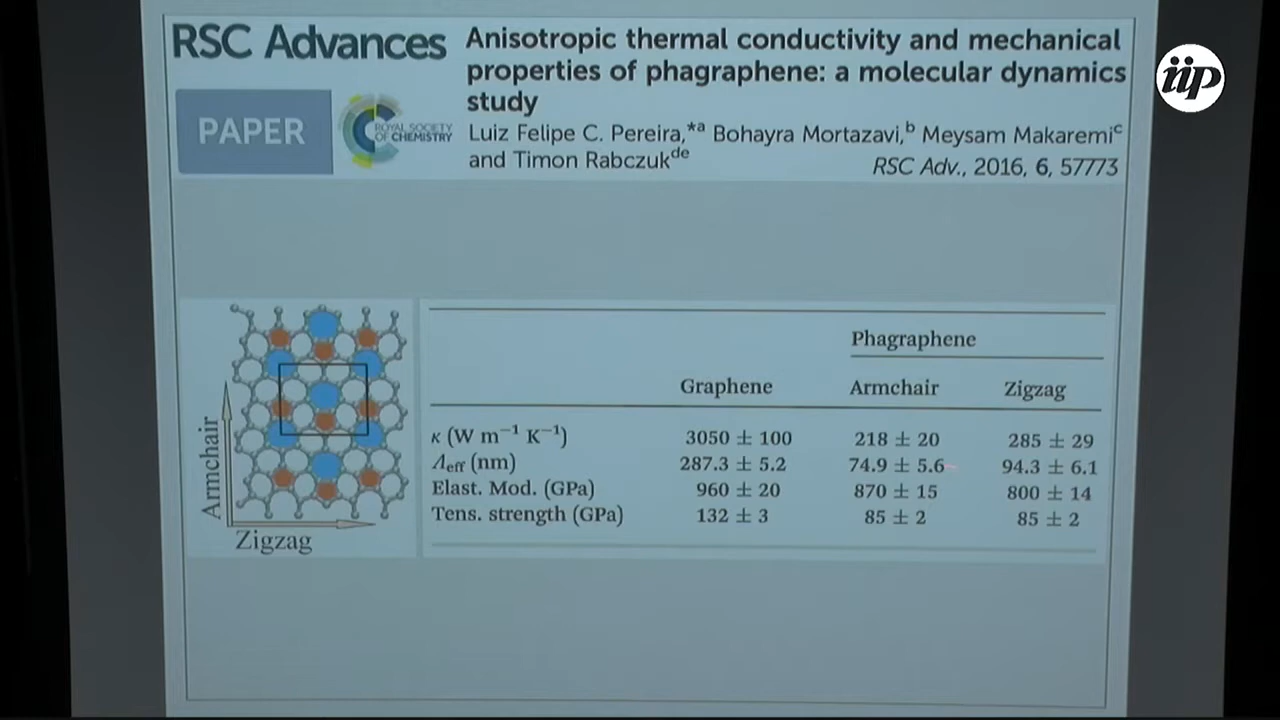 RSC Advances
PAPER
ROYAL SOCIETY
OF CHEMISTRY
Anisotropic thermal conductivity and mechanical
properties of phagraphene: a molecular dynamics
study
Luiz Felipe C. Pereira,*ᵃ Bohayra Mortazavi,ᵇ Meysam Makaremiᶜ
and Timon Rabczukᵈᵉ
RSC Adv., 2016, 6, 57773
iip
Armchair
Zigzag
Phagraphene
Graphene Armchair Zigzag
κ (W m⁻¹ K⁻¹) 3050 ± 100 218 ± 20 285 ± 29
Λeff (nm) 287.3 ± 5.2 74.9 ± 5.6 94.3 ± 6.1
Elast. Mod. (GPa) 960 ± 20 870 ± 15 800 ± 14
Tens. strength (GPa) 132 ± 3 85 ± 2 85 ± 2